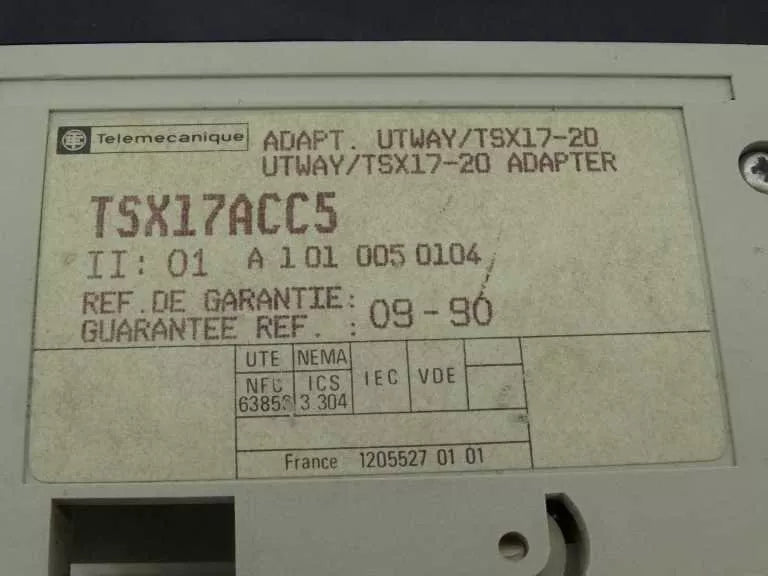 Telemecanique
ADAPT. UTWAY/TSX17-20
UTWAY/TSX17-20 ADAPTER
TSX17ACC5
II: 01 A 1 01 005 0104
REF. DE GARANTIE:
GUARANTEE REF. : 09-90
UTE NEMA
NFC ICS IEC VDE
3 304
France 1205527 01 01